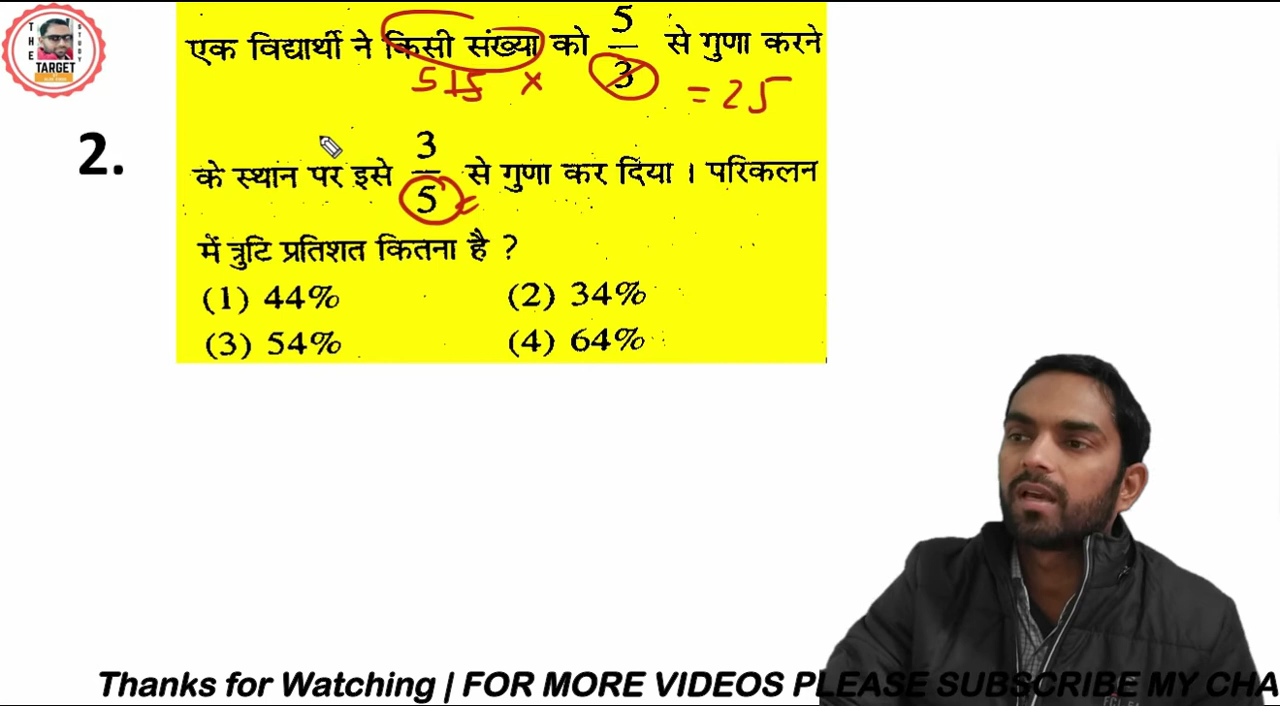 THE
STUDY
TARGET
एक विद्यार्थी ने किसी संख्या को 5/3 से गुणा करने
515 × = 25
2.
के स्थान पर इसे 3/5 से गुणा कर दिया । परिकलन
में त्रुटि प्रतिशत कितना है ?
(1) 44% (2) 34%
(3) 54% (4) 64%
Thanks for Watching | FOR MORE VIDEOS PLEASE SUBSCRIBE MY CHA